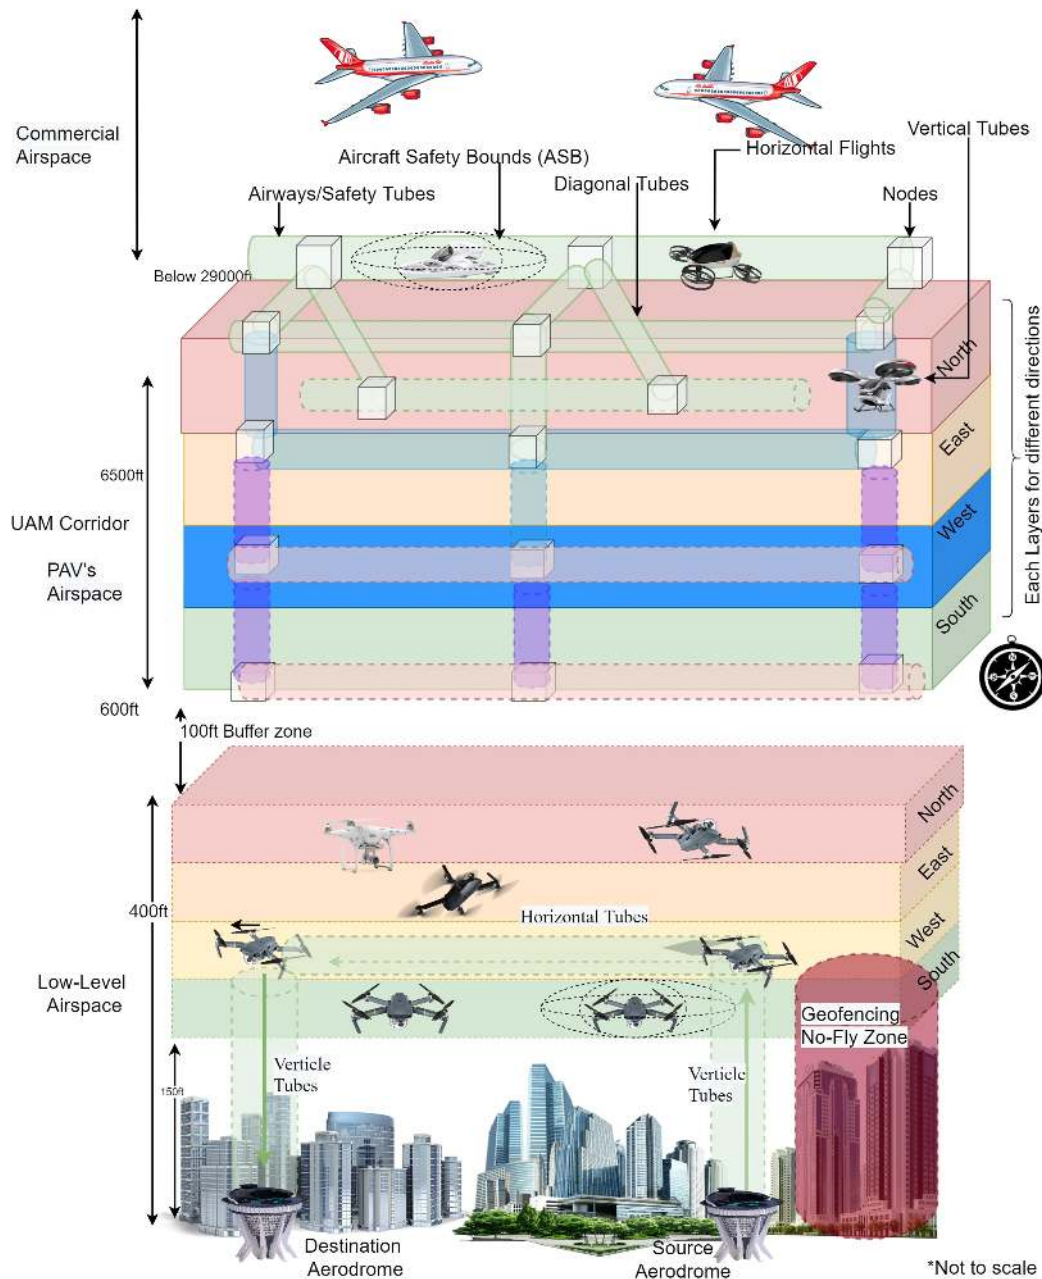 Commercial
Airspace
Aircraft Safety Bounds (ASB)
Horizontal Flights
Vertical Tubes
Airways/Safety Tubes
Diagonal Tubes
Nodes
Below 29000ft
North
East
West
South
Each Layers for different directions
6500ft
UAM Corridor
PAV's
Airspace
600ft
100ft Buffer zone
North
East
West
South
400ft
Horizontal Tubes
Low-Level
Airspace
Geofencing
No-Fly Zone
150ft
Verticle
Tubes
Verticle
Tubes
Destination
Aerodrome
Source
Aerodrome
*Not to scale